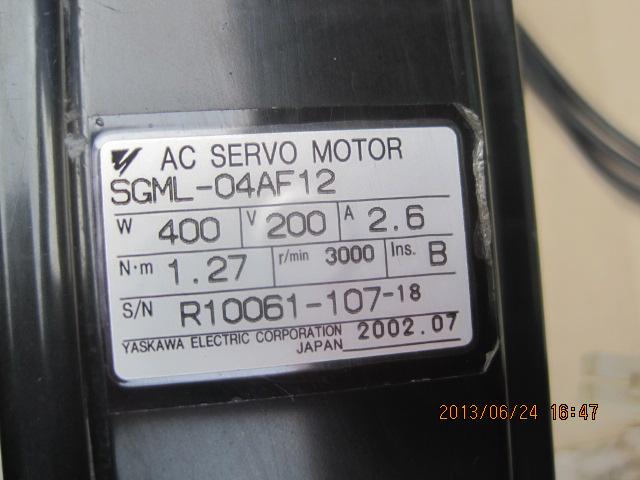 AC SERVO MOTOR
SGML-04AF12
W 400 V 200 A 2.6
N·m 1.27 r/min 3000 Ins. B
S/N R10061-107-18
YASKAWA ELECTRIC CORPORATION 2002.07
JAPAN
2013/06/24 16:47